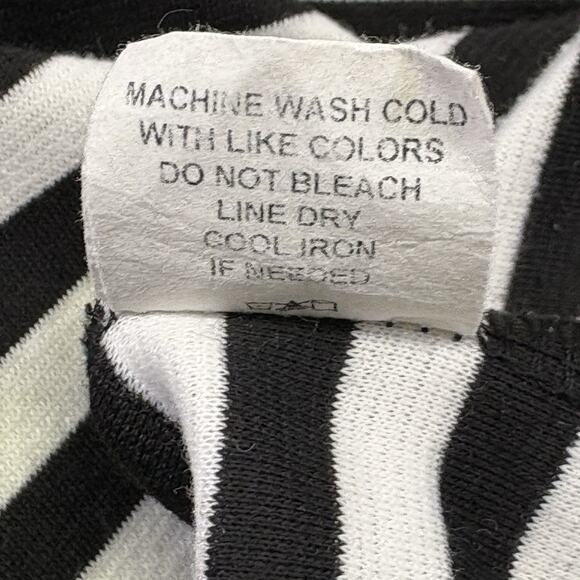 MACHINE WASH COLD
WITH LIKE COLORS
DO NOT BLEACH
LINE DRY
COOL IRON
IF NEEDED